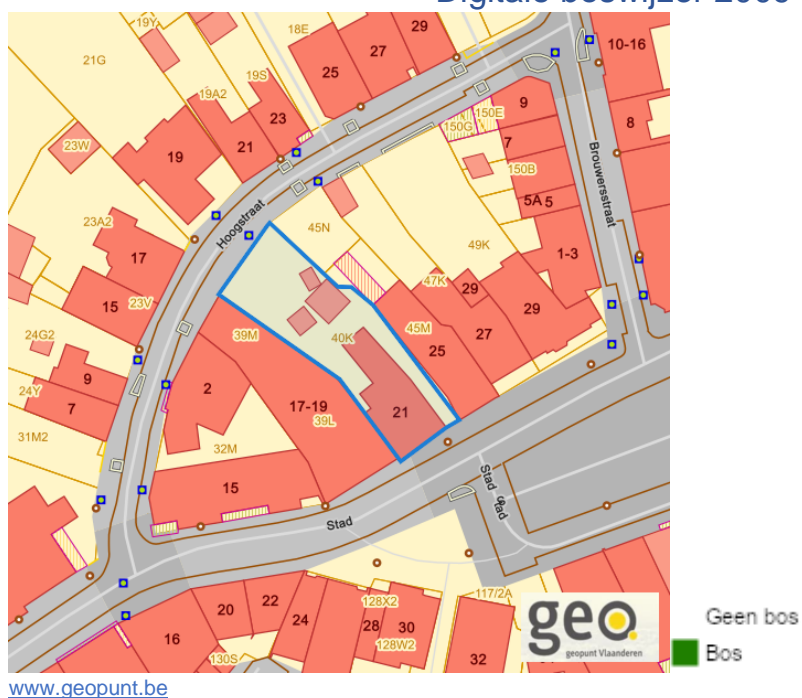 19Y
18E
29
10-16
27
21G
19S
25
19A2
23
9
150E
150G
8
7
23W
21
19
150B
Brouwersstraat
5A 5
23A2
Hoogstraat
45N
49K
1-3
17
47K
15
23V
29
29
24G2
39M
40K
45M
27
25
9
24Y
7
2
17-19
21
39L
31M2
32M
15
Stad
Stad
Stad
117/2A
22
128X2
20
24
28
30
16
128W2
130S
32
geo
geopunt Vlaanderen
Geen bos
Bos
www.geopunt.be